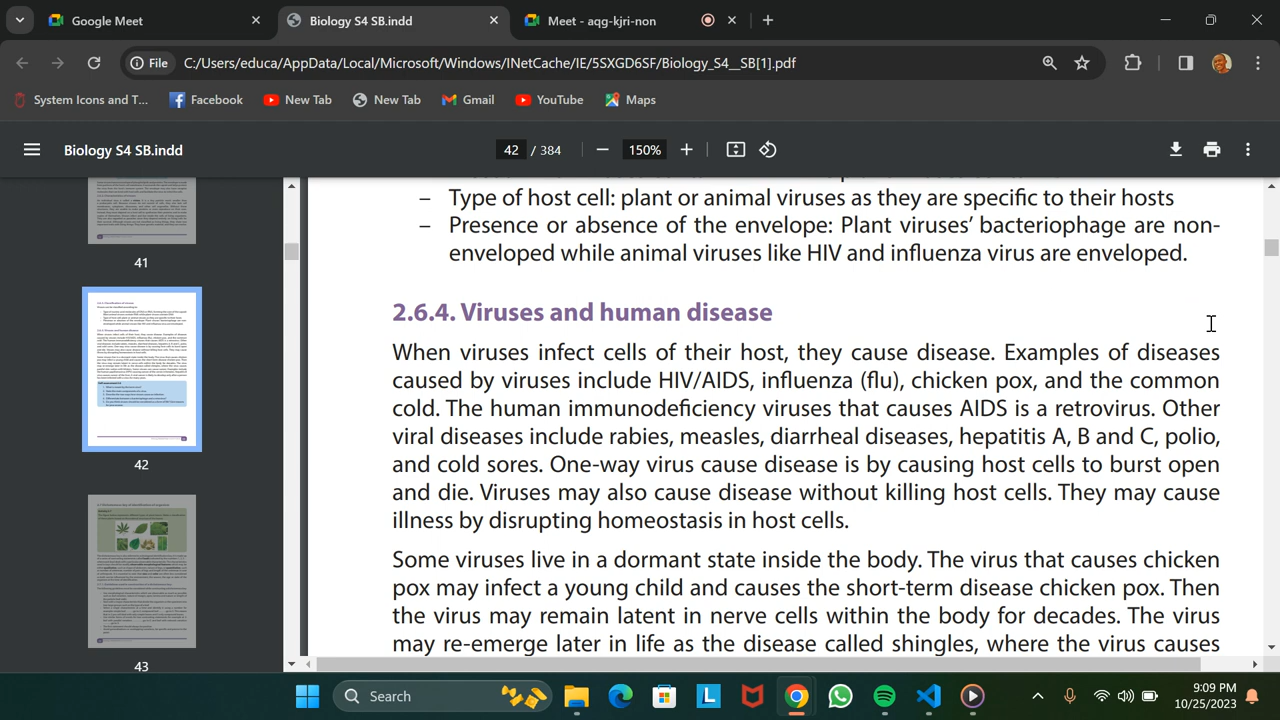 Google Meet
Biology S4 SB.indd
Meet - aqg-kjri-non
File
C:/Users/educa/AppData/Local/Microsoft/Windows/INetCache/IE/5SXGD6SF/Biology_S4__SB[1].pdf
System Icons and T...
Facebook
New Tab
New Tab
Gmail
YouTube
Maps
Biology S4 SB.indd
42 / 384
150%
41
42
43
– Type of host cell: plant or animal viruses as they are specific to their hosts
– Presence or absence of the envelope: Plant viruses’ bacteriophage are non-
enveloped while animal viruses like HIV and influenza virus are enveloped.
2.6.4. Viruses and human disease
When viruses infect cells of their host, they cause disease. Examples of diseases
caused by viruses include HIV/AIDS, influenza (flu), chicken pox, and the common
cold. The human immunodeficiency viruses that causes AIDS is a retrovirus. Other
viral diseases include rabies, measles, diarrheal diseases, hepatitis A, B and C, polio,
and cold sores. One-way virus cause disease is by causing host cells to burst open
and die. Viruses may also cause disease without killing host cells. They may cause
illness by disrupting homeostasis in host cells.
Some viruses live in a dormant state inside the body. The virus that causes chicken
pox may infect a young child and causes the short-term disease chicken pox. Then
the virus may remain latent in nerve cells within the body for decades. The virus
may re-emerge later in life as the disease called shingles, where the virus causes
Search
9:09 PM
10/25/2023